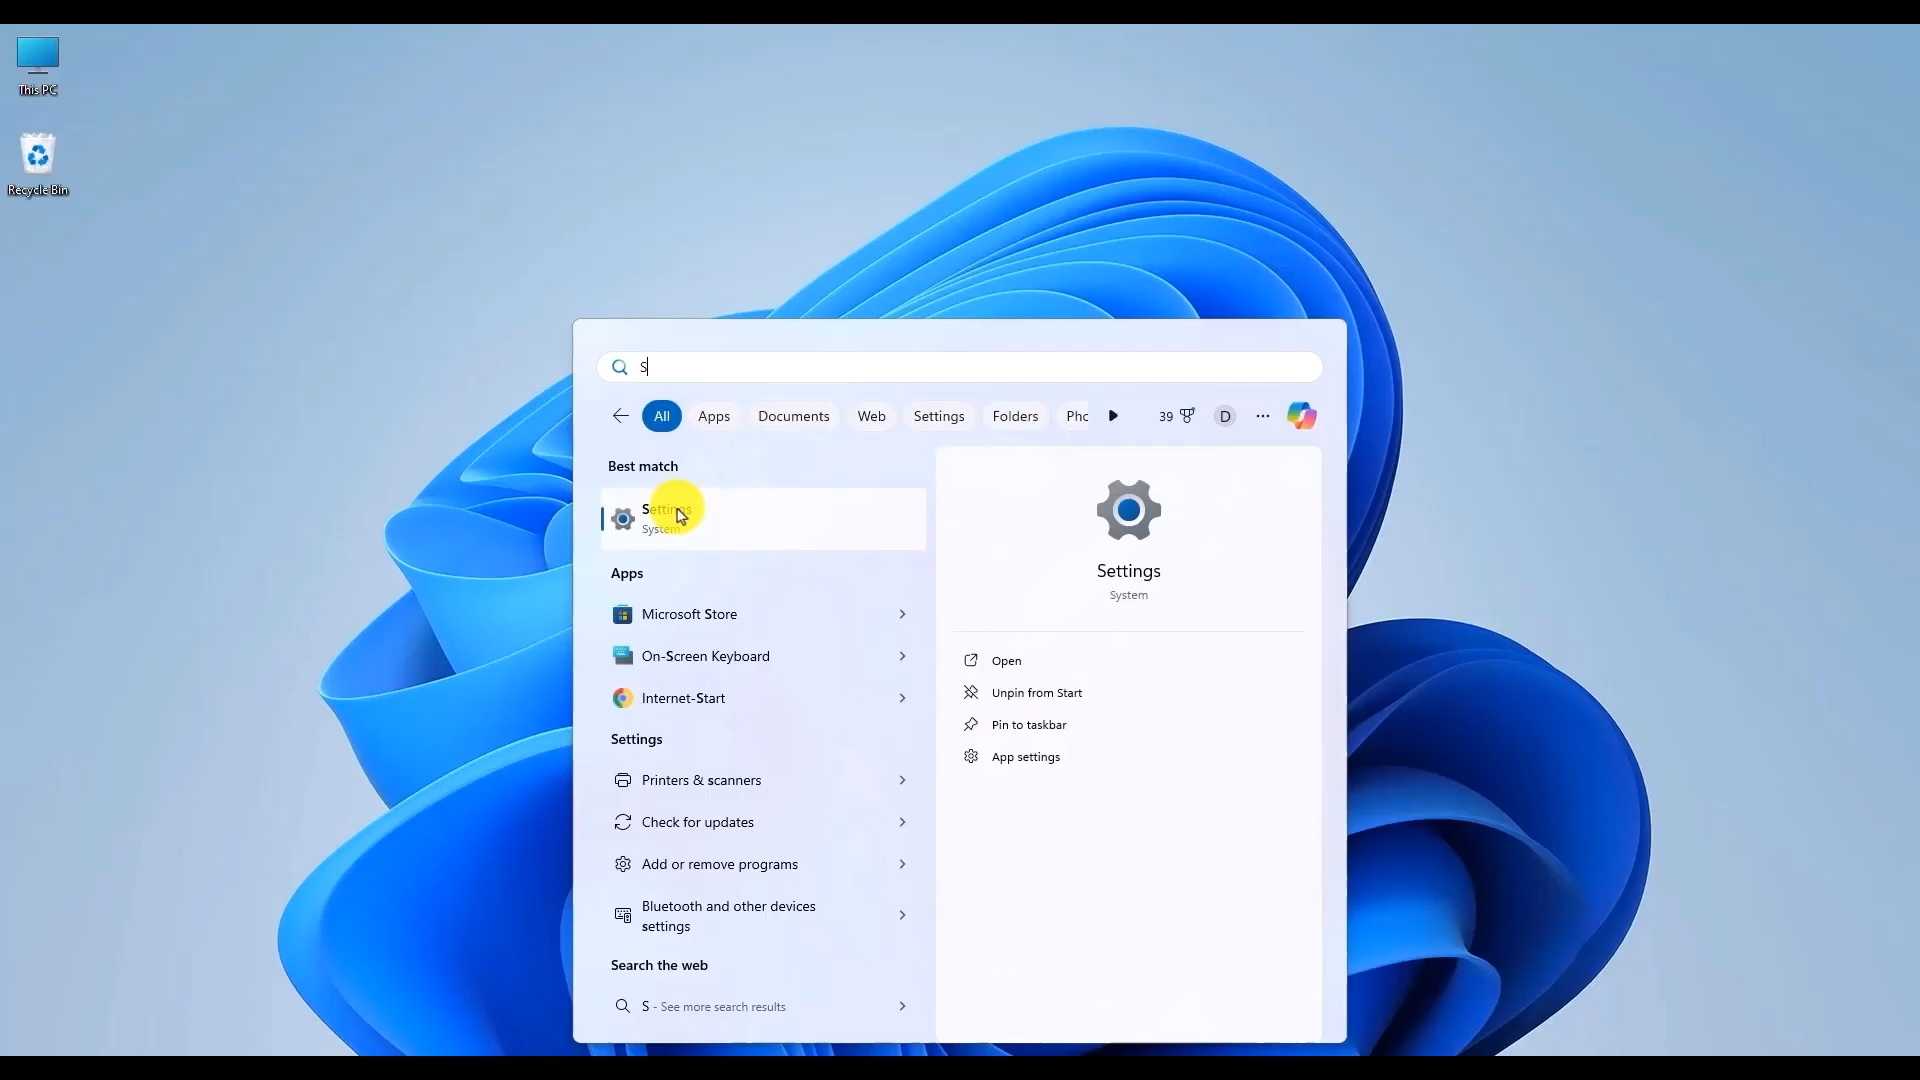 This PC
Recycle Bin
S
All Apps Documents Web Settings Folders Phc 39 D ...
Best match
Settings
System
Apps
Microsoft Store
On-Screen Keyboard
Internet-Start
Settings
Printers & scanners
Check for updates
Add or remove programs
Bluetooth and other devices
settings
Search the web
S - See more search results
Settings
System
Open
Unpin from Start
Pin to taskbar
App settings